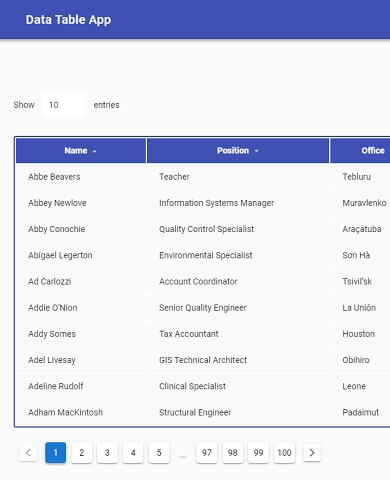 Data Table App
Show 10 entries
Name Position Office
Abbe Beavers Teacher Tebluru
Abbey Newlove Information Systems Manager Muravlenko
Abby Conochie Quality Control Specialist Araçatuba
Abigael Legerton Environmental Specialist Sơn Hà
Ad Carlozzi Account Coordinator Tsivil'sk
Addie O'Nion Senior Quality Engineer La Unión
Addy Somes Tax Accountant Houston
Adel Livesay GIS Technical Architect Obihiro
Adeline Rudolf Clinical Specialist Leone
Adham MacKintosh Structural Engineer Padaimut
1 2 3 4 5 ... 97 98 99 100